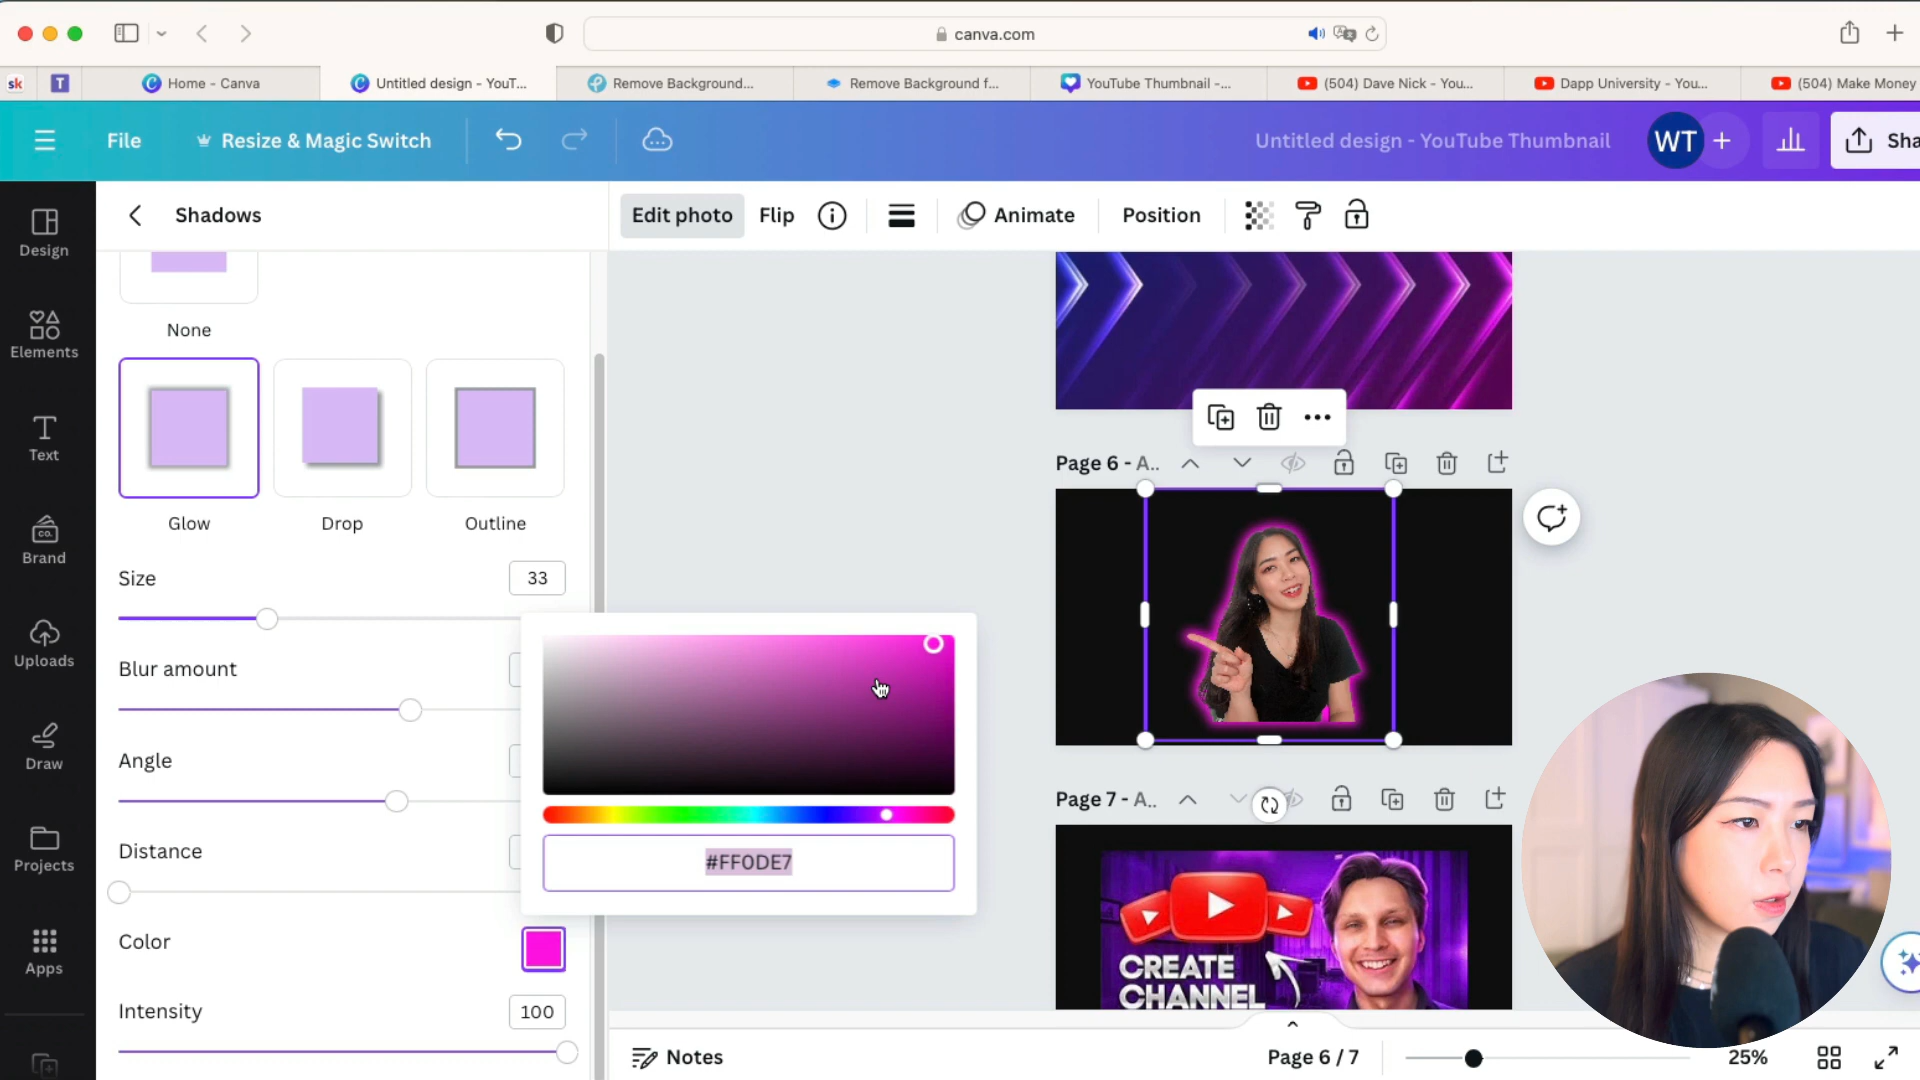 canva.com
sk
T
Home - Canva
Untitled design - YouT...
Remove Background...
Remove Background f...
YouTube Thumbnail -...
(504) Dave Nick - You...
Dapp University - You...
(504) Make Money
File
Resize & Magic Switch
Untitled design - YouTube Thumbnail
WT
Sha
Design
Elements
Text
Brand
Uploads
Draw
Projects
Apps
Shadows
None
Glow
Drop
Outline
Size
33
Blur amount
Angle
Distance
Color
Intensity
100
#FF0DE7
Edit photo
Flip
Animate
Position
Page 6 - A..
Page 7 - A..
CREATE
CHANNEL
Notes
Page 6 / 7
25%